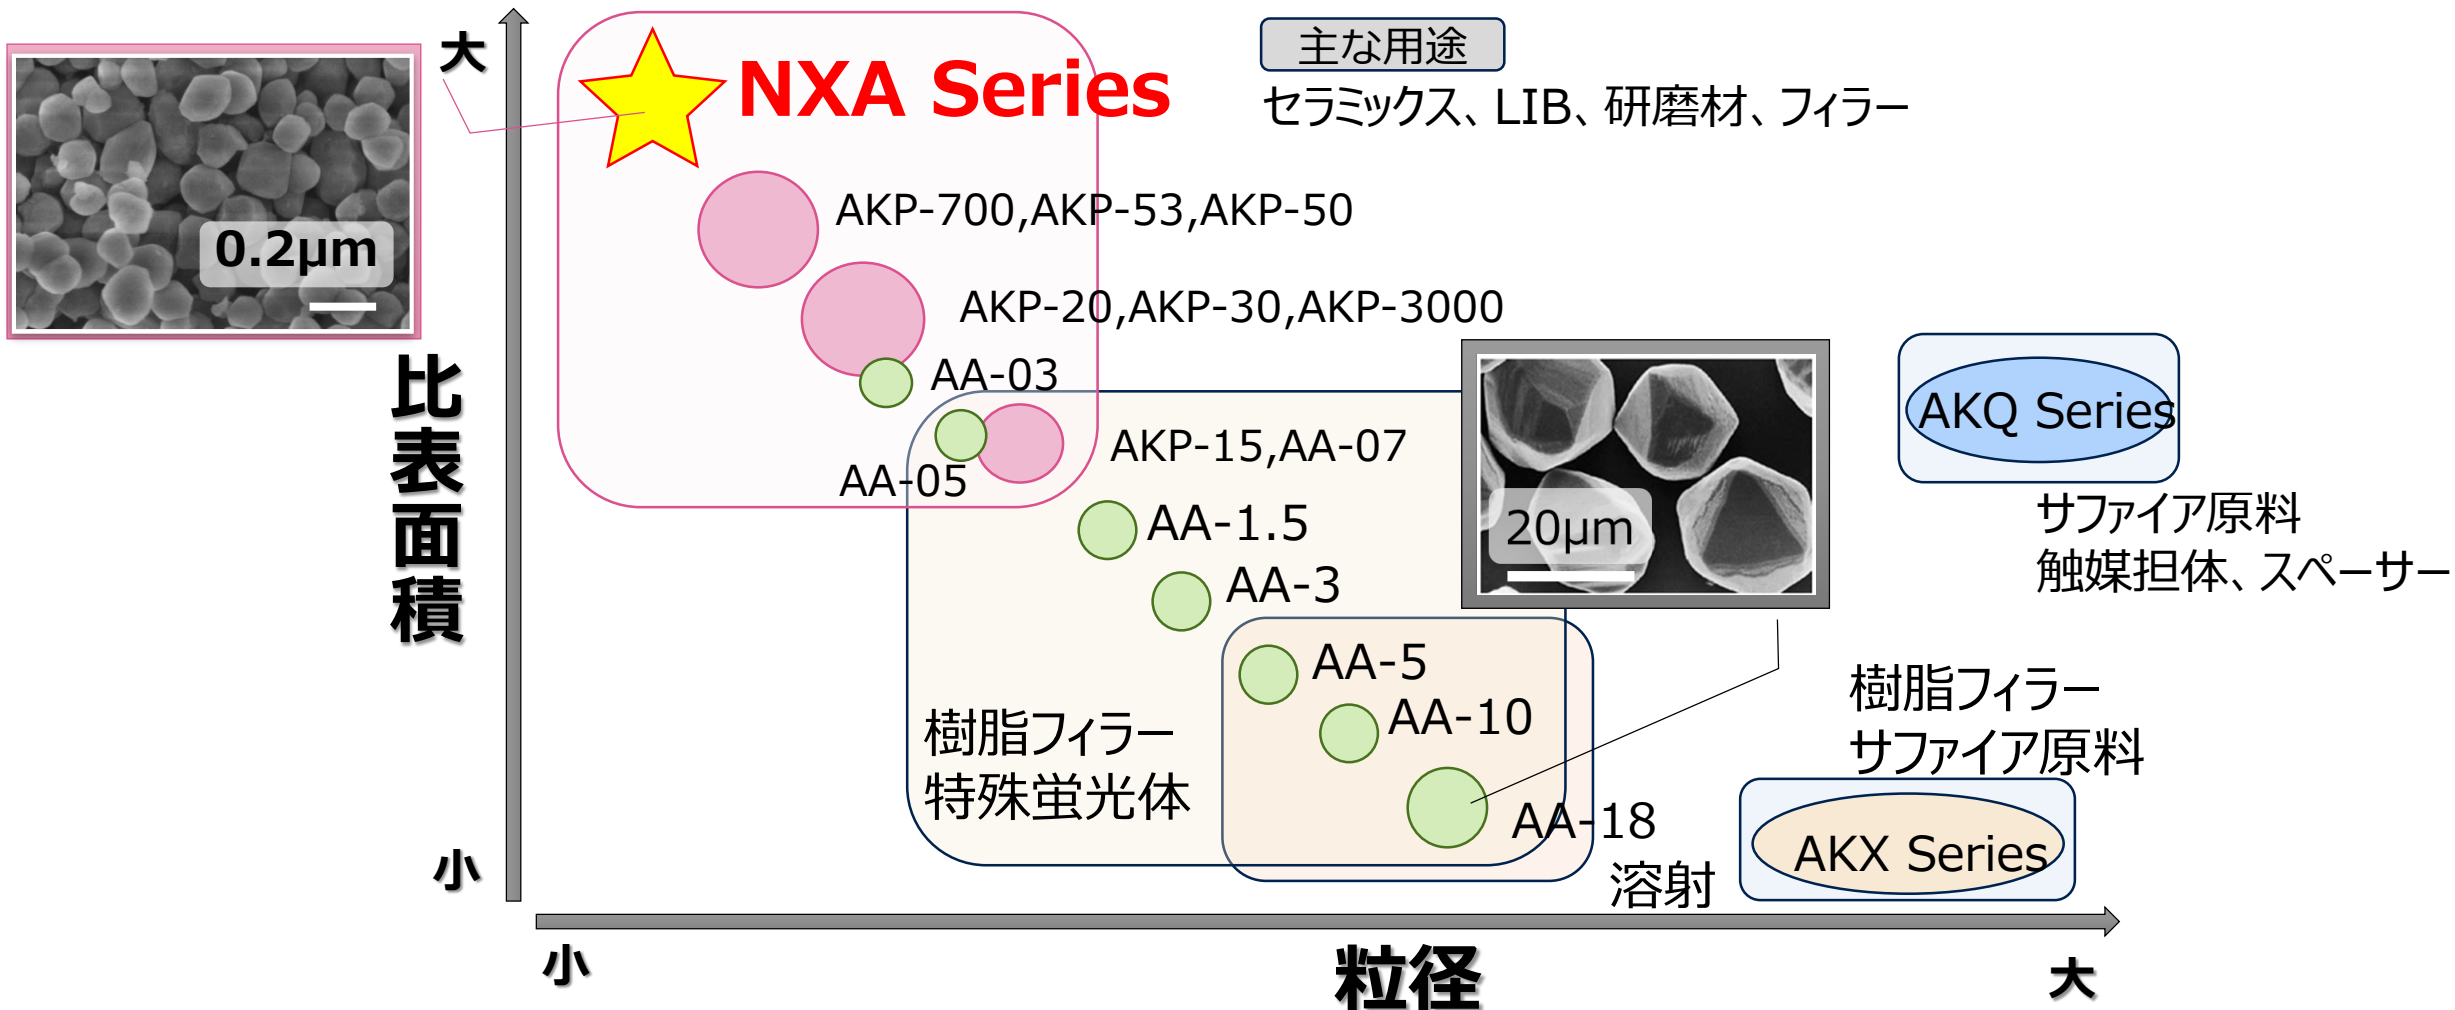 大
NXA Series
主な用途
セラミックス、LIB、研磨材、フィラー
AKP-700,AKP-53,AKP-50
0.2μm
AKP-20,AKP-30,AKP-3000
比表面積
AA-03
AKQ Series
AKP-15,AA-07
AA-05
サファイア原料
触媒担体、スペーサー
AA-1.5
20μm
AA-3
AA-5
樹脂フィラー
サファイア原料
AA-10
樹脂フィラー
特殊蛍光体
AA-18
AKX Series
溶射
小
小
粒径
大